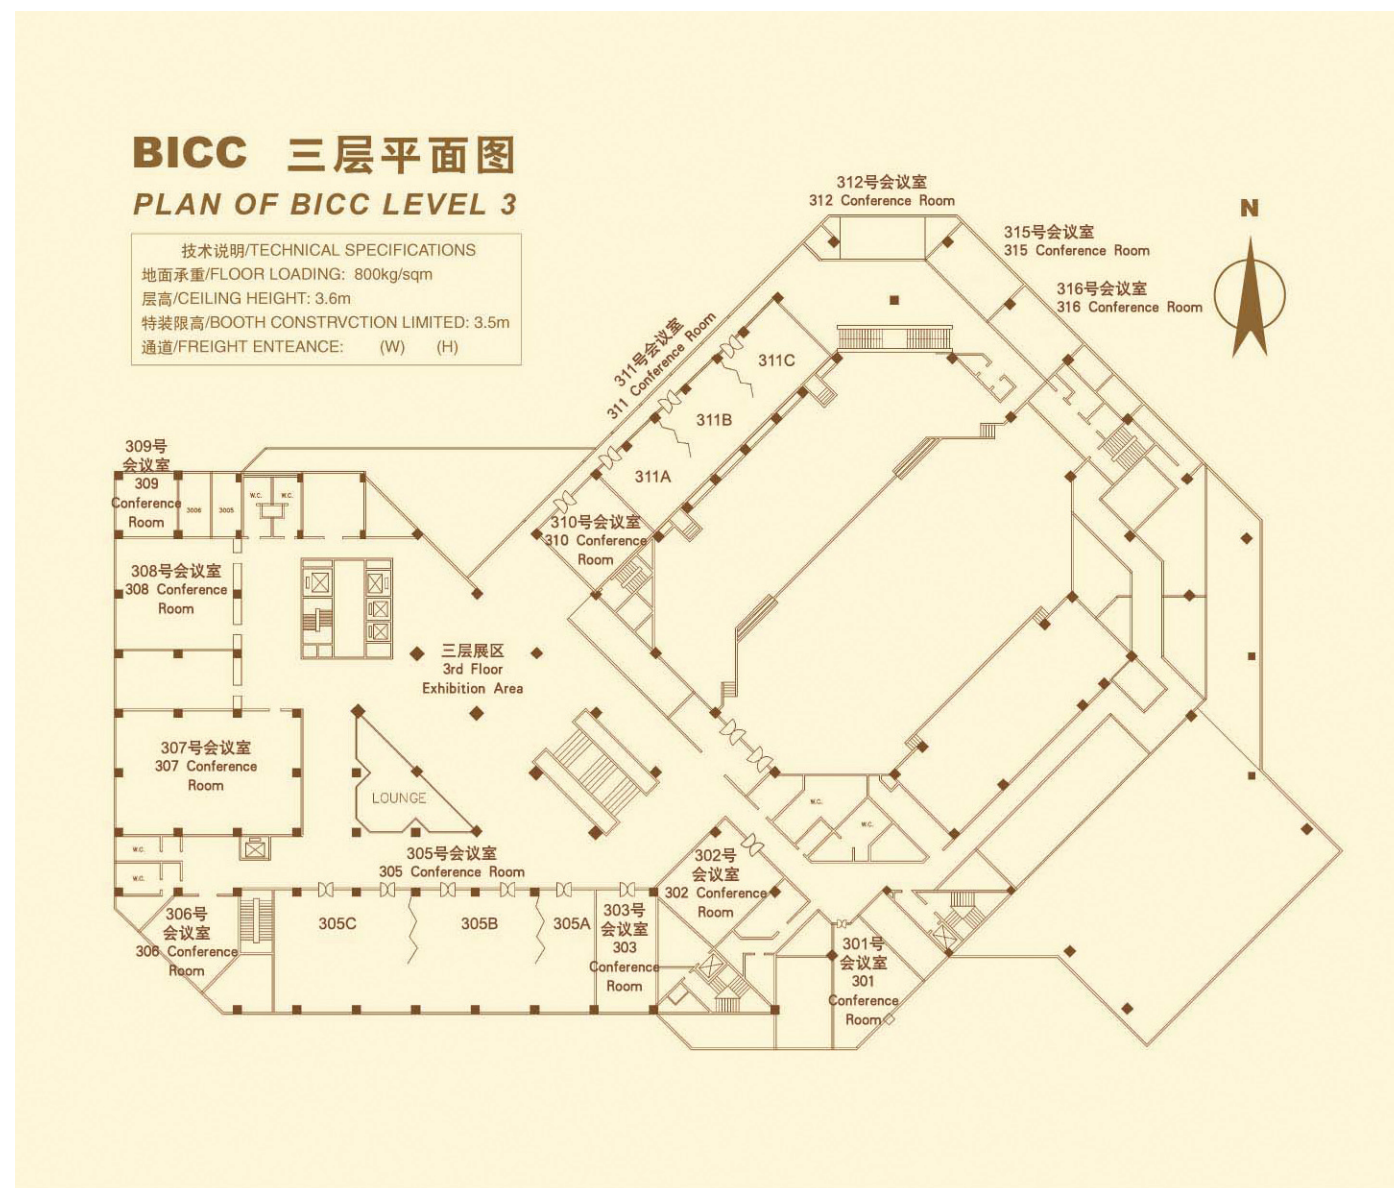 BICC 三层平面图
PLAN OF BICC LEVEL 3
技术说明/TECHNICAL SPECIFICATIONS
地面承重/FLOOR LOADING: 800kg/sqm
层高/CEILING HEIGHT: 3.6m
特装限高/BOOTH CONSTRVCTION LIMITED: 3.5m
通道/FREIGHT ENTEANCE: (W) (H)
N
312号会议室
312 Conference Room
315号会议室
315 Conference Room
316号会议室
316 Conference Room
311号会议室
311 Conference Room
311C
311B
311A
310号会议室
310 Conference
Room
309号
会议室
309
Conference
Room
3006
3005
W.C.
W.C.
308号会议室
308 Conference
Room
三层展区
3rd Floor
Exhibition Area
307号会议室
307 Conference
Room
LOUNGE
W.C.
W.C.
W.C.
W.C.
305号会议室
305 Conference Room
305C
305B
305A
306号
会议室
306 Conference
Room
303号
会议室
303
Conference
Room
302号
会议室
302 Conference
Room
301号
会议室
301
Conference
Room